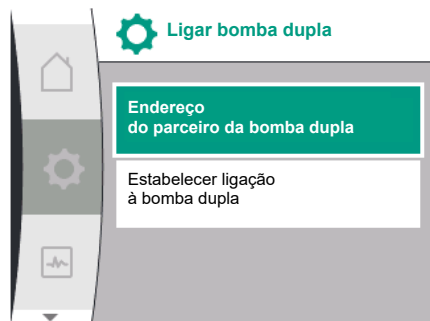 Ligar bomba dupla
Endereço
do parceiro da bomba dupla
Estabelecer ligação
à bomba dupla